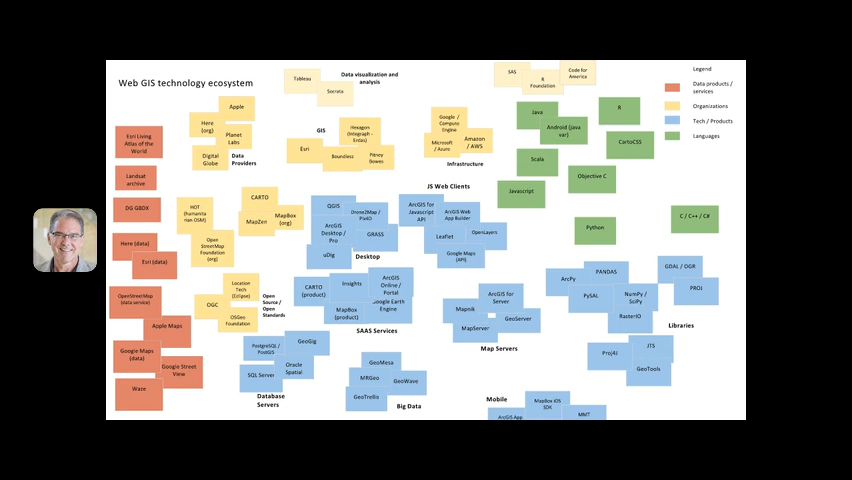 Web GIS technology ecosystem
Tableau
Socrata
Data visualization and
analysis
SAS
R
Foundation
Code for
America
Legend
Data products /
services
Organizations
Tech / Products
Languages
Apple
Here
(org)
Planet
Labs
Digital
Globe
Data
Providers
GIS
Esri
Hexagon
(Intergraph -
Erdas)
Boundless
Pitney
Bowes
Google /
Compute
Engine
Microsoft
/ Azure
Amazon
/ AWS
Infrastructure
Java
Android (java
var)
Scala
Javascript
R
CartoCSS
Objective C
Python
C / C++ / C#
Esri Living
Atlas of the
World
Landsat
archive
DG GBDX
Here (data)
Esri (data)
OpenStreetMap
(data service)
Apple Maps
Google Maps
(data)
Google Street
View
Waze
HOT
(humanita
rian OSM)
Open
StreetMap
Foundation
(org)
CARTO
MapZen
MapBox
(org)
Location
Tech
(Eclipse)
OGC
OSGeo
Foundation
Open
Source /
Open
Standards
QGIS
Drone2Map /
Pix4D
ArcGIS
Desktop /
Pro
GRASS
uDig
Desktop
JS Web Clients
ArcGIS for
Javascript
API
ArcGIS Web
App Builder
Leaflet
OpenLayers
Google Maps
(API)
CARTO
(product)
Insights
ArcGIS
Online /
Portal
MapBox
(product)
Google Earth
Engine
SAAS Services
Mapnik
ArcGIS for
Server
MapServer
GeoServer
Map Servers
ArcPy
PANDAS
PySAL
NumPy /
SciPy
RasterIO
GDAL / OGR
PROJ
Libraries
Proj4J
JTS
GeoTools
PostgreSQL /
PostGIS
GeoGig
SQL Server
Oracle
Spatial
Database
Servers
GeoMesa
MRGeo
GeoWave
GeoTrellis
Big Data
Mobile
ArcGIS App
MapBox iOS
SDK
MMT